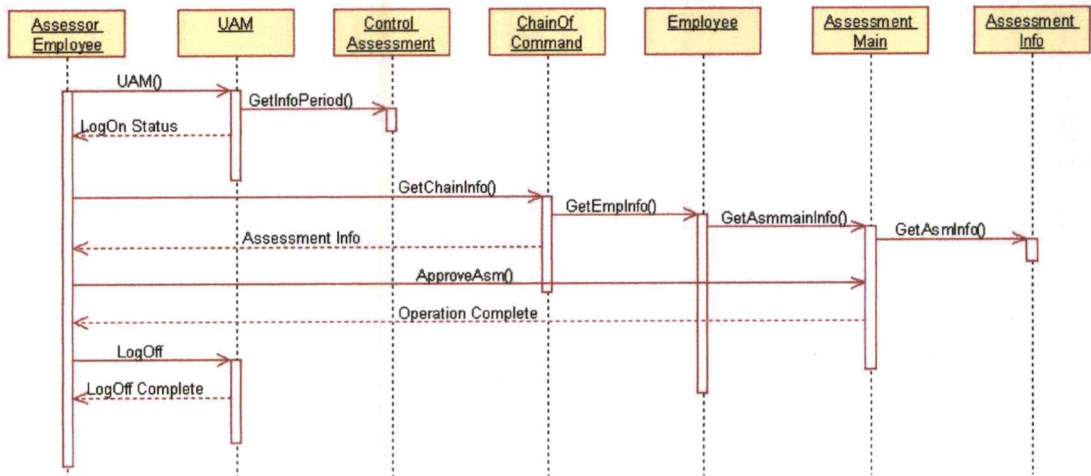 Assessor
Employee
UAM
Control
Assessment
ChainOf
Command
Employee
Assessment
Main
Assessment
Info
UAM()
GetInfoPeriod()
LogOn Status
GetChainInfo()
GetEmpInfo()
GetAsmmainInfo()
GetAsmInfo()
Assessment Info
ApproveAsm()
Operation Complete
LogOff
LogOff Complete